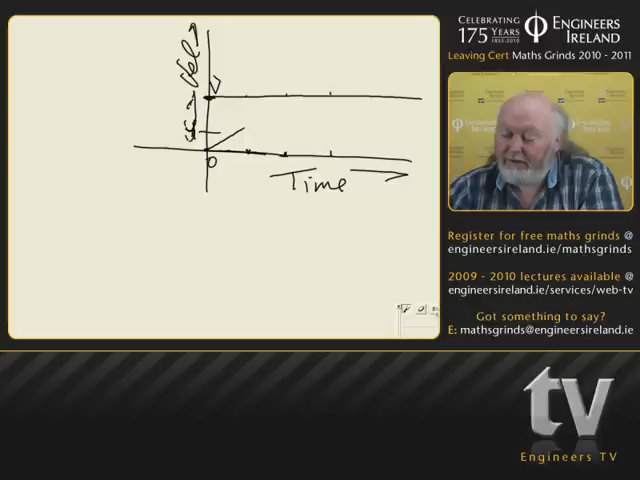 CELEBRATING
175 YEARS
1835-2010
ENGINEERS
IRELAND
Leaving Cert Maths Grinds 2010 - 2011
Vel
0
Time
Register for free maths grinds @
engineersireland.ie/mathsgrinds
2009 - 2010 lectures available @
engineersireland.ie/services/web-tv
Got something to say?
E: mathsgrinds@engineersireland.ie
tv
Engineers TV